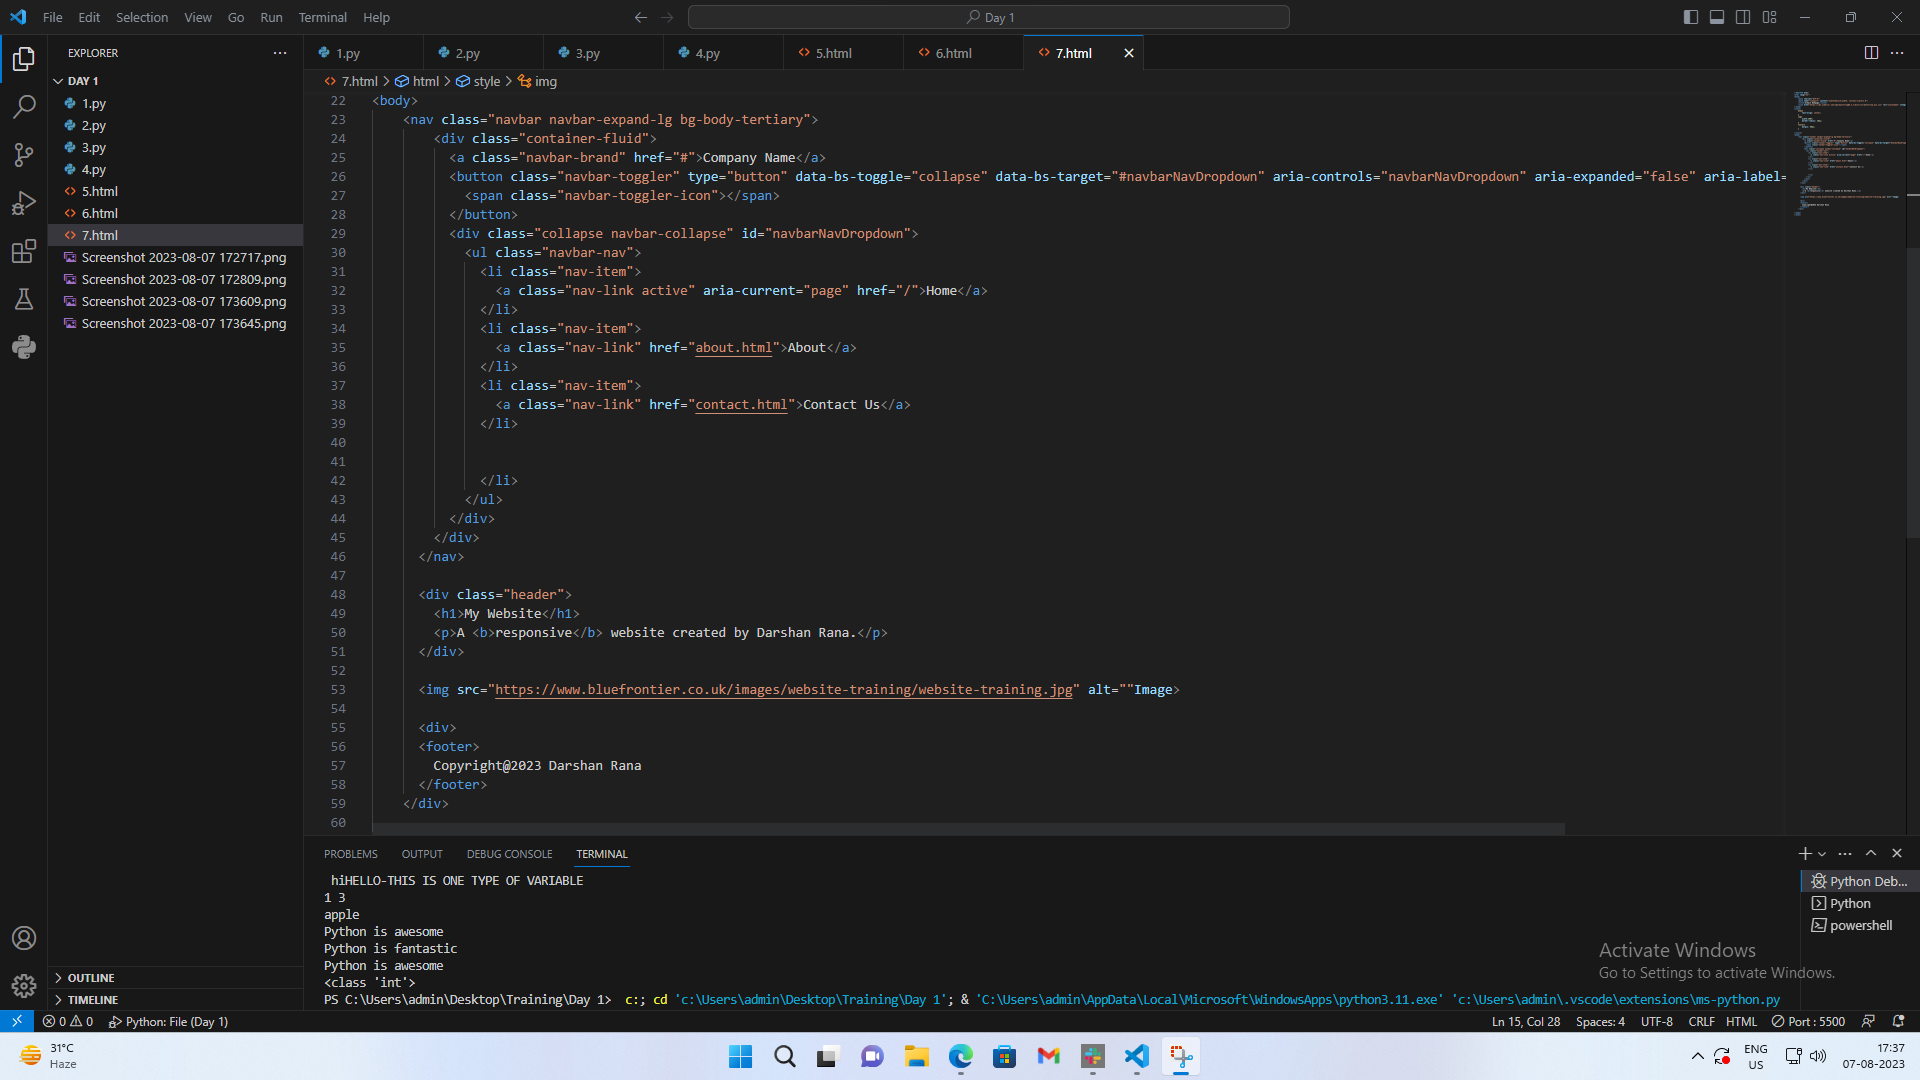 File Edit Selection View Go Run Terminal Help
Day 1
EXPLORER
1.py
2.py
3.py
4.py
5.html
6.html
7.html
DAY 1
1.py
2.py
3.py
4.py
5.html
6.html
7.html
Screenshot 2023-08-07 172717.png
Screenshot 2023-08-07 172809.png
Screenshot 2023-08-07 173609.png
Screenshot 2023-08-07 173645.png
OUTLINE
TIMELINE
7.html > html > style > img
22 <body>
23 <nav class="navbar navbar-expand-lg bg-body-tertiary">
24 <div class="container-fluid">
25 <a class="navbar-brand" href="#">Company Name</a>
26 <button class="navbar-toggler" type="button" data-bs-toggle="collapse" data-bs-target="#navbarNavDropdown" aria-controls="navbarNavDropdown" aria-expanded="false" aria-label=
27 <span class="navbar-toggler-icon"></span>
28 </button>
29 <div class="collapse navbar-collapse" id="navbarNavDropdown">
30 <ul class="navbar-nav">
31 <li class="nav-item">
32 <a class="nav-link active" aria-current="page" href="/">Home</a>
33 </li>
34 <li class="nav-item">
35 <a class="nav-link" href="about.html">About</a>
36 </li>
37 <li class="nav-item">
38 <a class="nav-link" href="contact.html">Contact Us</a>
39 </li>
40
41
42 </li>
43 </ul>
44 </div>
45 </div>
46 </nav>
47
48 <div class="header">
49 <h1>My Website</h1>
50 <p>A <b>responsive</b> website created by Darshan Rana.</p>
51 </div>
52
53 <img src="https://www.bluefrontier.co.uk/images/website-training/website-training.jpg" alt=""Image>
54
55 <div>
56 <footer>
57 Copyright@2023 Darshan Rana
58 </footer>
59 </div>
60
PROBLEMS OUTPUT DEBUG CONSOLE TERMINAL
hiHELLO-THIS IS ONE TYPE OF VARIABLE
1 3
apple
Python is awesome
Python is fantastic
Python is awesome
<class 'int'>
PS C:\Users\admin\Desktop\Training\Day 1> c:; cd 'c:\Users\admin\Desktop\Training\Day 1'; & 'C:\Users\admin\AppData\Local\Microsoft\WindowsApps\python3.11.exe' 'c:\Users\admin\.vscode\extensions\ms-python.py
Python Deb...
Python
powershell
Activate Windows
Go to Settings to activate Windows.
0 0 Python: File (Day 1)
Ln 15, Col 28 Spaces: 4 UTF-8 CRLF HTML Port : 5500
31°C
Haze
ENG
US
17:37
07-08-2023